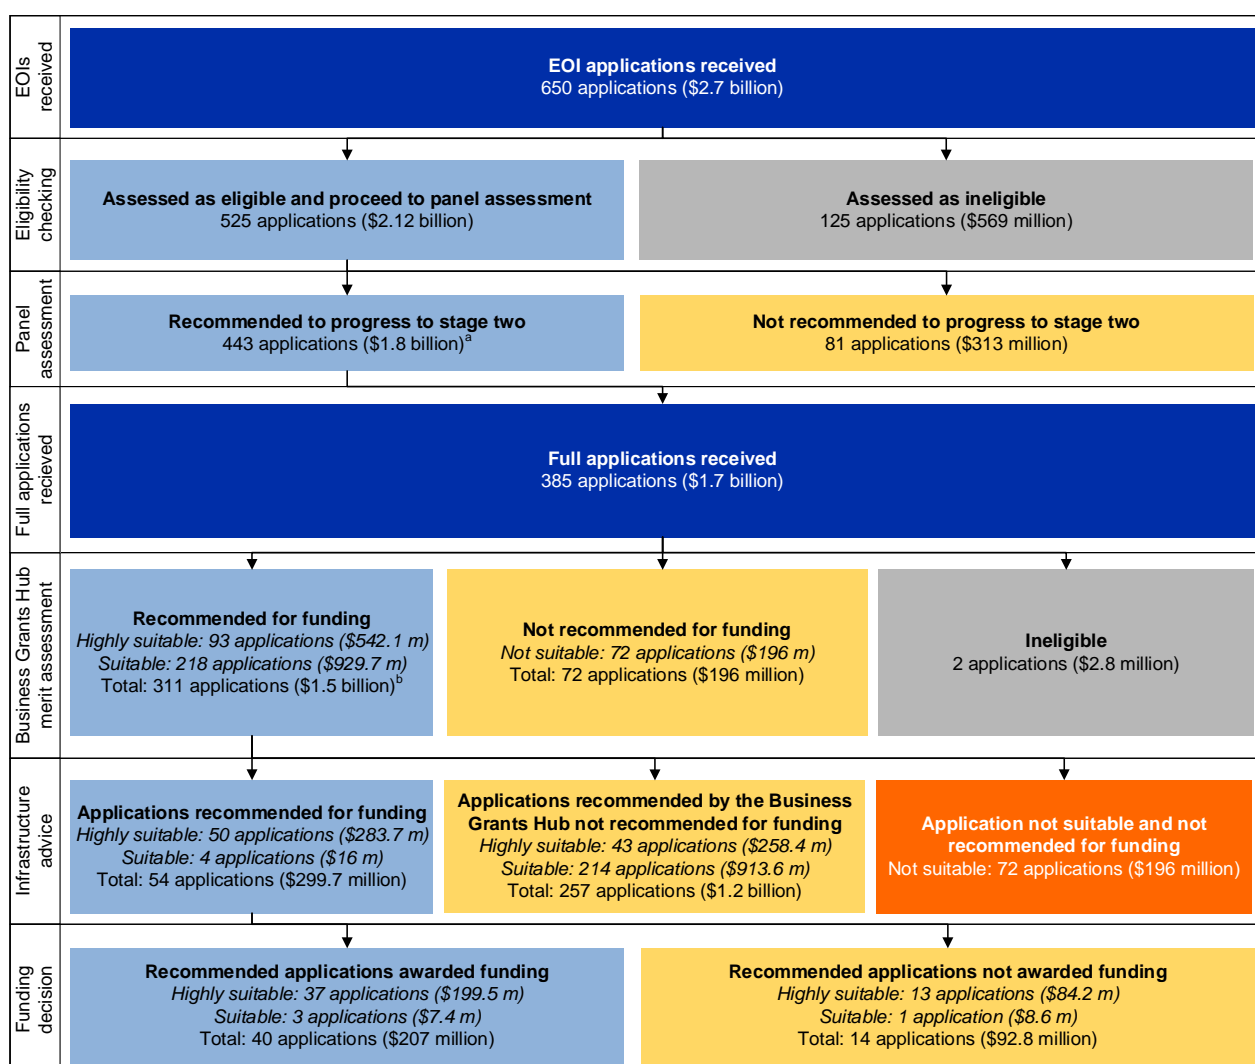 EOIs
received
EOI applications received
650 applications ($2.7 billion)
Eligibility
checking
Assessed as eligible and proceed to panel assessment
525 applications ($2.12 billion)
Assessed as ineligible
125 applications ($569 million)
Panel
assessment
Recommended to progress to stage two
443 applications ($1.8 billion)a
Not recommended to progress to stage two
81 applications ($313 million)
Full applications
recieved
Full applications received
385 applications ($1.7 billion)
Business Grants Hub
merit assessment
Recommended for funding
Highly suitable: 93 applications ($542.1 m)
Suitable: 218 applications ($929.7 m)
Total: 311 applications ($1.5 billion)b
Not recommended for funding
Not suitable: 72 applications ($196 m)
Total: 72 applications ($196 million)
Ineligible
2 applications ($2.8 million)
Infrastructure
advice
Applications recommended for funding
Highly suitable: 50 applications ($283.7 m)
Suitable: 4 applications ($16 m)
Total: 54 applications ($299.7 million)
Applications recommended by the Business
Grants Hub not recommended for funding
Highly suitable: 43 applications ($258.4 m)
Suitable: 214 applications ($913.6 m)
Total: 257 applications ($1.2 billion)
Application not suitable and not
recommended for funding
Not suitable: 72 applications ($196 million)
Funding
decision
Recommended applications awarded funding
Highly suitable: 37 applications ($199.5 m)
Suitable: 3 applications ($7.4 m)
Total: 40 applications ($207 million)
Recommended applications not awarded funding
Highly suitable: 13 applications ($84.2 m)
Suitable: 1 application ($8.6 m)
Total: 14 applications ($92.8 million)